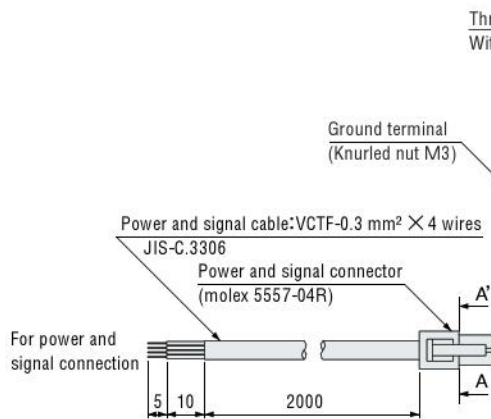 Ground terminal
(Knurled nut M3)
Power and signal cable:VCTF-0.3 mm² × 4 wires
JIS-C.3306
Power and signal connector
(molex 5557-04R)
A'
For power and
signal connection
A
5 10 2000